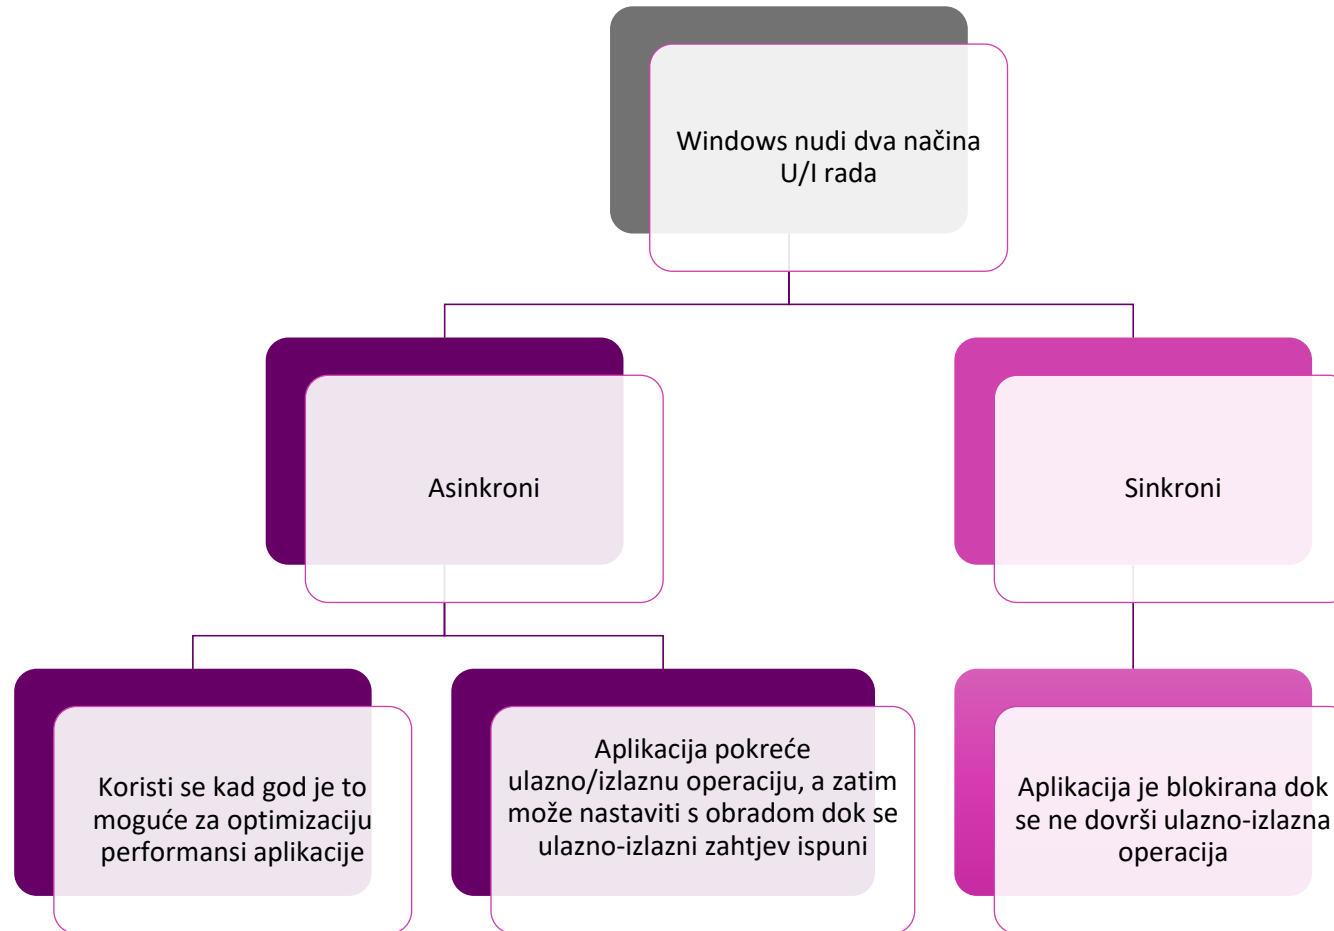 Windows nudi dva načina
U/I rada
Asinkroni
Sinkroni
Koristi se kad god je to
moguće za optimizaciju
performansi aplikacije
Aplikacija pokreće
ulazno/izlaznu operaciju, a zatim
može nastaviti s obradom dok se
ulazno-izlazni zahtjev ispuni
Aplikacija je blokirana dok
se ne dovrši ulazno-izlazna
operacija